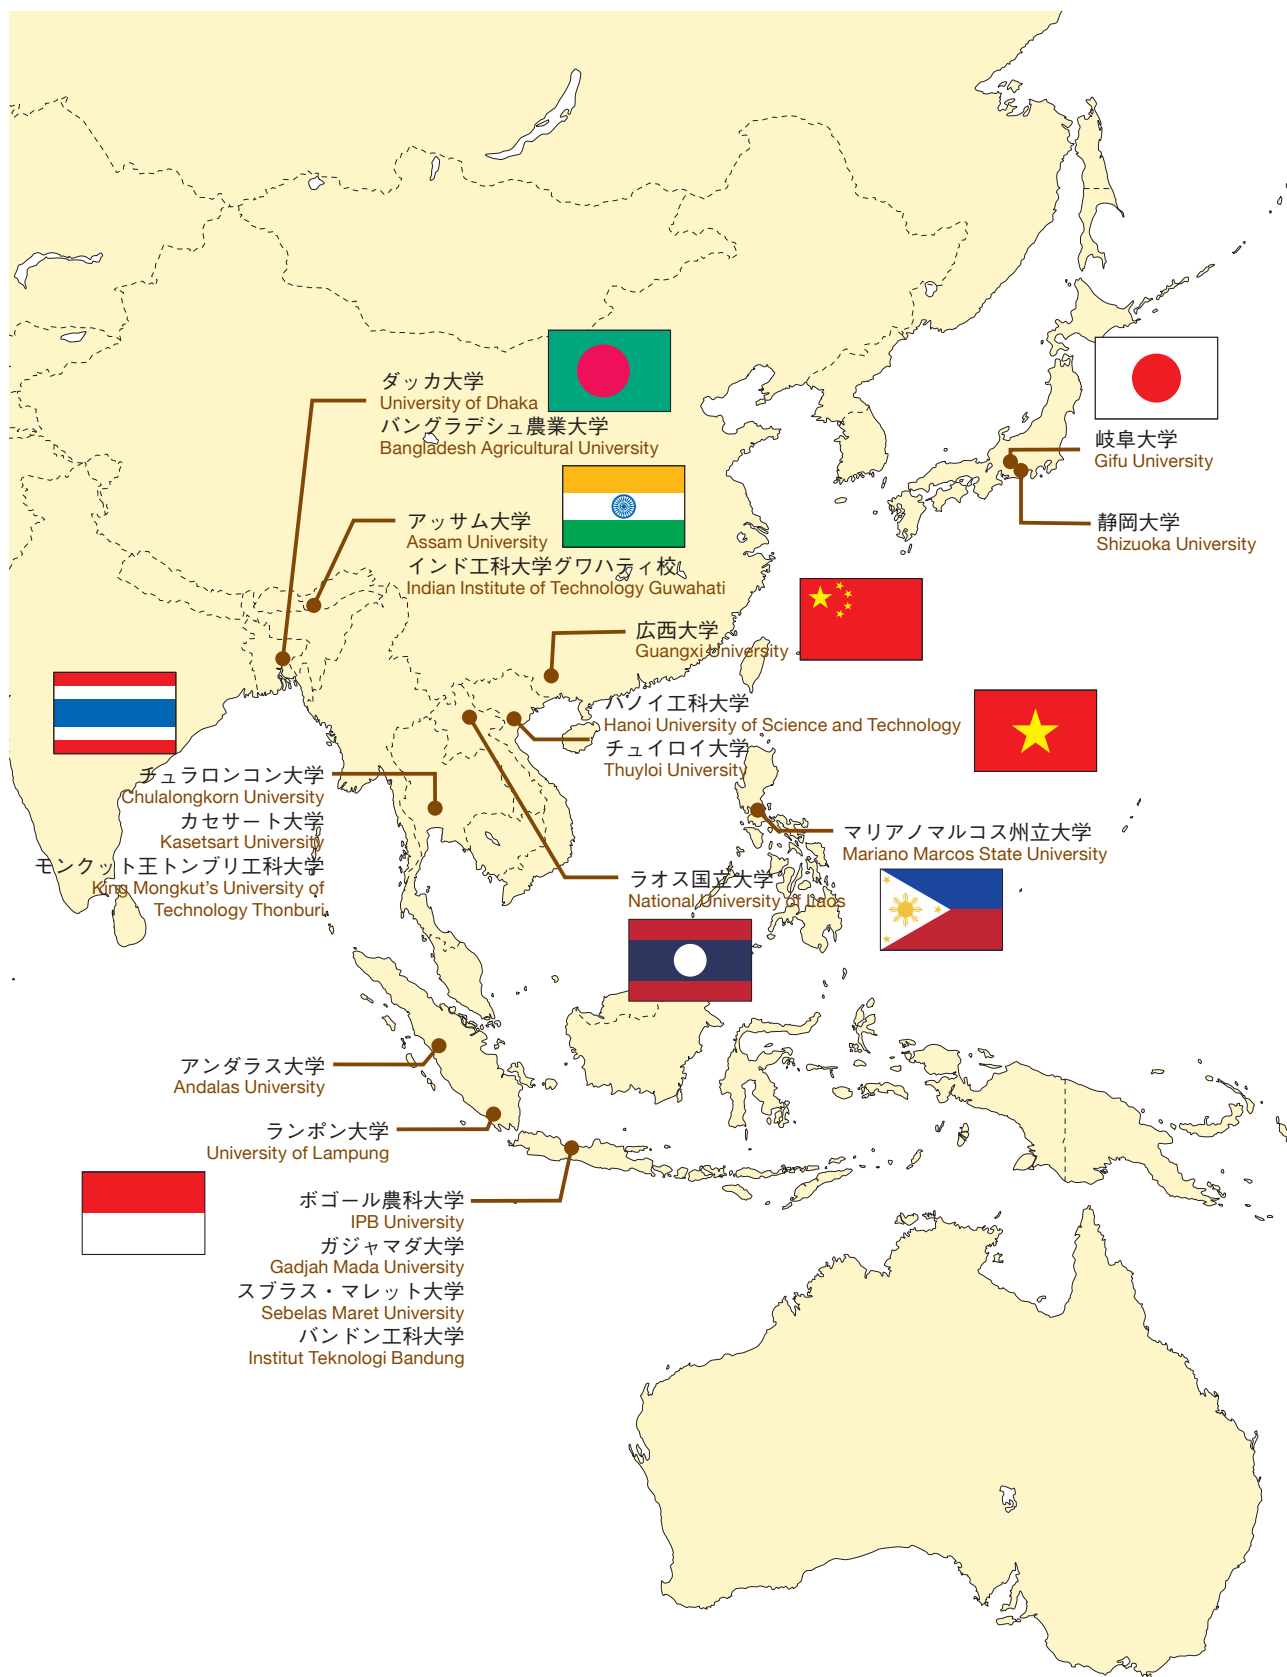 ダッカ大学
University of Dhaka
バングラデシュ農業大学
Bangladesh Agricultural University
岐阜大学
Gifu University
静岡大学
Shizuoka University
アッサム大学
Assam University
インド工科大学グワハティ校
Indian Institute of Technology Guwahati
広西大学
Guangxi University
ハノイ工科大学
Hanoi University of Science and Technology
チュイロイ大学
Thuyloi University
チュラロンコン大学
Chulalongkorn University
カセサート大学
Kasetsart University
モンクット王トンブリ工科大学
King Mongkut's University of
Technology Thonburi
マリアノマルコス州立大学
Mariano Marcos State University
ラオス国立大学
National University of Laos
アンダラス大学
Andalas University
ランポン大学
University of Lampung
ボゴール農科大学
IPB University
ガジャマダ大学
Gadjah Mada University
スブラス・マレット大学
Sebelas Maret University
バンドン工科大学
Institut Teknologi Bandung